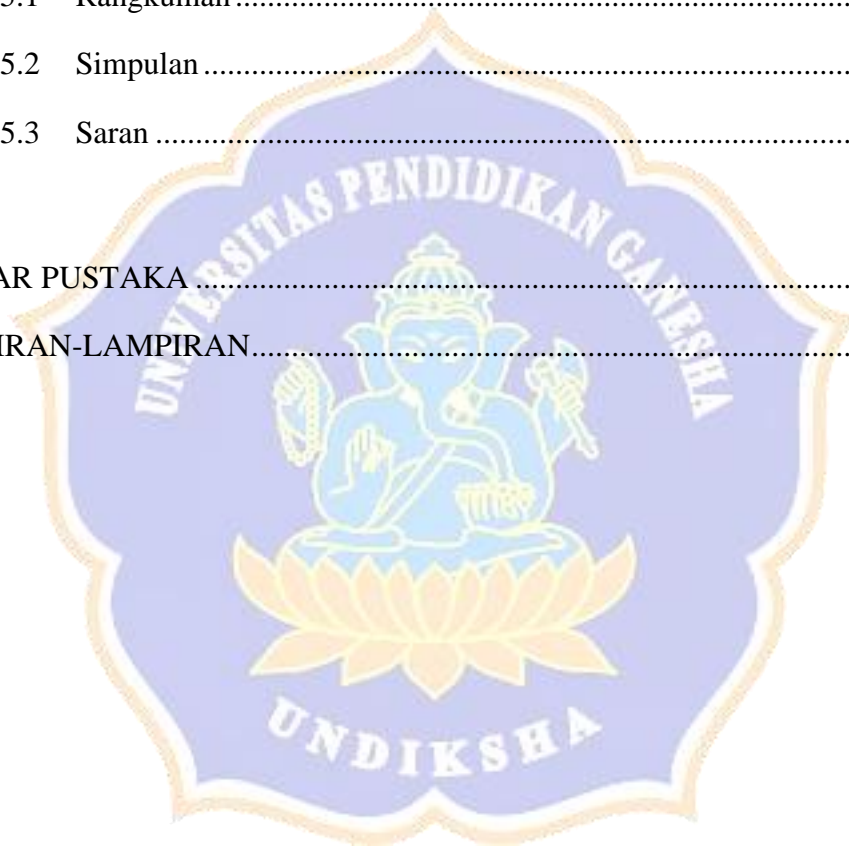 5.1 Rangkuman ........................................................................
5.2 Simpulan ............................................................................
5.3 Saran ..................................................................................
AR PUSTAKA ............................................................................
IRAN-LAMPIRAN......................................................................
UNIVERSITAS PENDIDIKAN GANESHA
UNDIKSHA